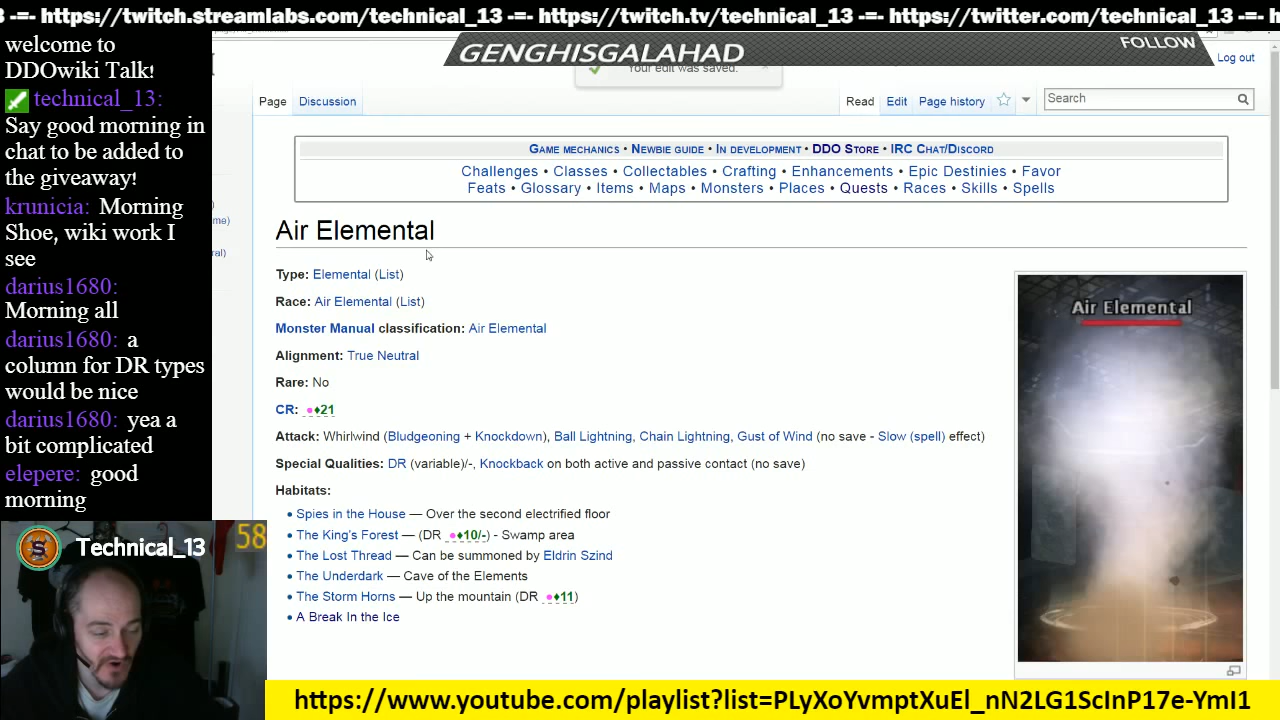 3 -=- https://twitch.streamlabs.com/technical_13 -=- https://twitch.tv/technical_13 -=- https://twitter.com/technical_13 -=-
GENGHISGALAHAD
FOLLOW
Your edit was saved.
Log out
Page
Discussion
Read
Edit
Page history
Search
GAME MECHANICS • NEWBIE GUIDE • IN DEVELOPMENT • DDO STORE • IRC CHAT/DISCORD
Challenges • Classes • Collectables • Crafting • Enhancements • Epic Destinies • Favor
Feats • Glossary • Items • Maps • Monsters • Places • Quests • Races • Skills • Spells
Air Elemental
Type: Elemental (List)
Race: Air Elemental (List)
Monster Manual classification: Air Elemental
Alignment: True Neutral
Rare: No
CR: ♦21
Attack: Whirlwind (Bludgeoning + Knockdown), Ball Lightning, Chain Lightning, Gust of Wind (no save - Slow (spell) effect)
Special Qualities: DR (variable)/-, Knockback on both active and passive contact (no save)
Habitats:
• Spies in the House — Over the second electrified floor
• The King's Forest — (DR ♦10/-) - Swamp area
• The Lost Thread — Can be summoned by Eldrin Szind
• The Underdark — Cave of the Elements
• The Storm Horns — Up the mountain (DR ♦11)
• A Break In the Ice
Air Elemental
welcome to
DDOwiki Talk!
technical_13:
Say good morning in
chat to be added to
the giveaway!
krunicia: Morning
Shoe, wiki work I
see
darius1680:
Morning all
darius1680: a
column for DR types
would be nice
darius1680: yea a
bit complicated
elepere: good
morning
Technical_13
58
https://www.youtube.com/playlist?list=PLyXoYvmptXuEl_nN2LG1ScInP17e-YmI1